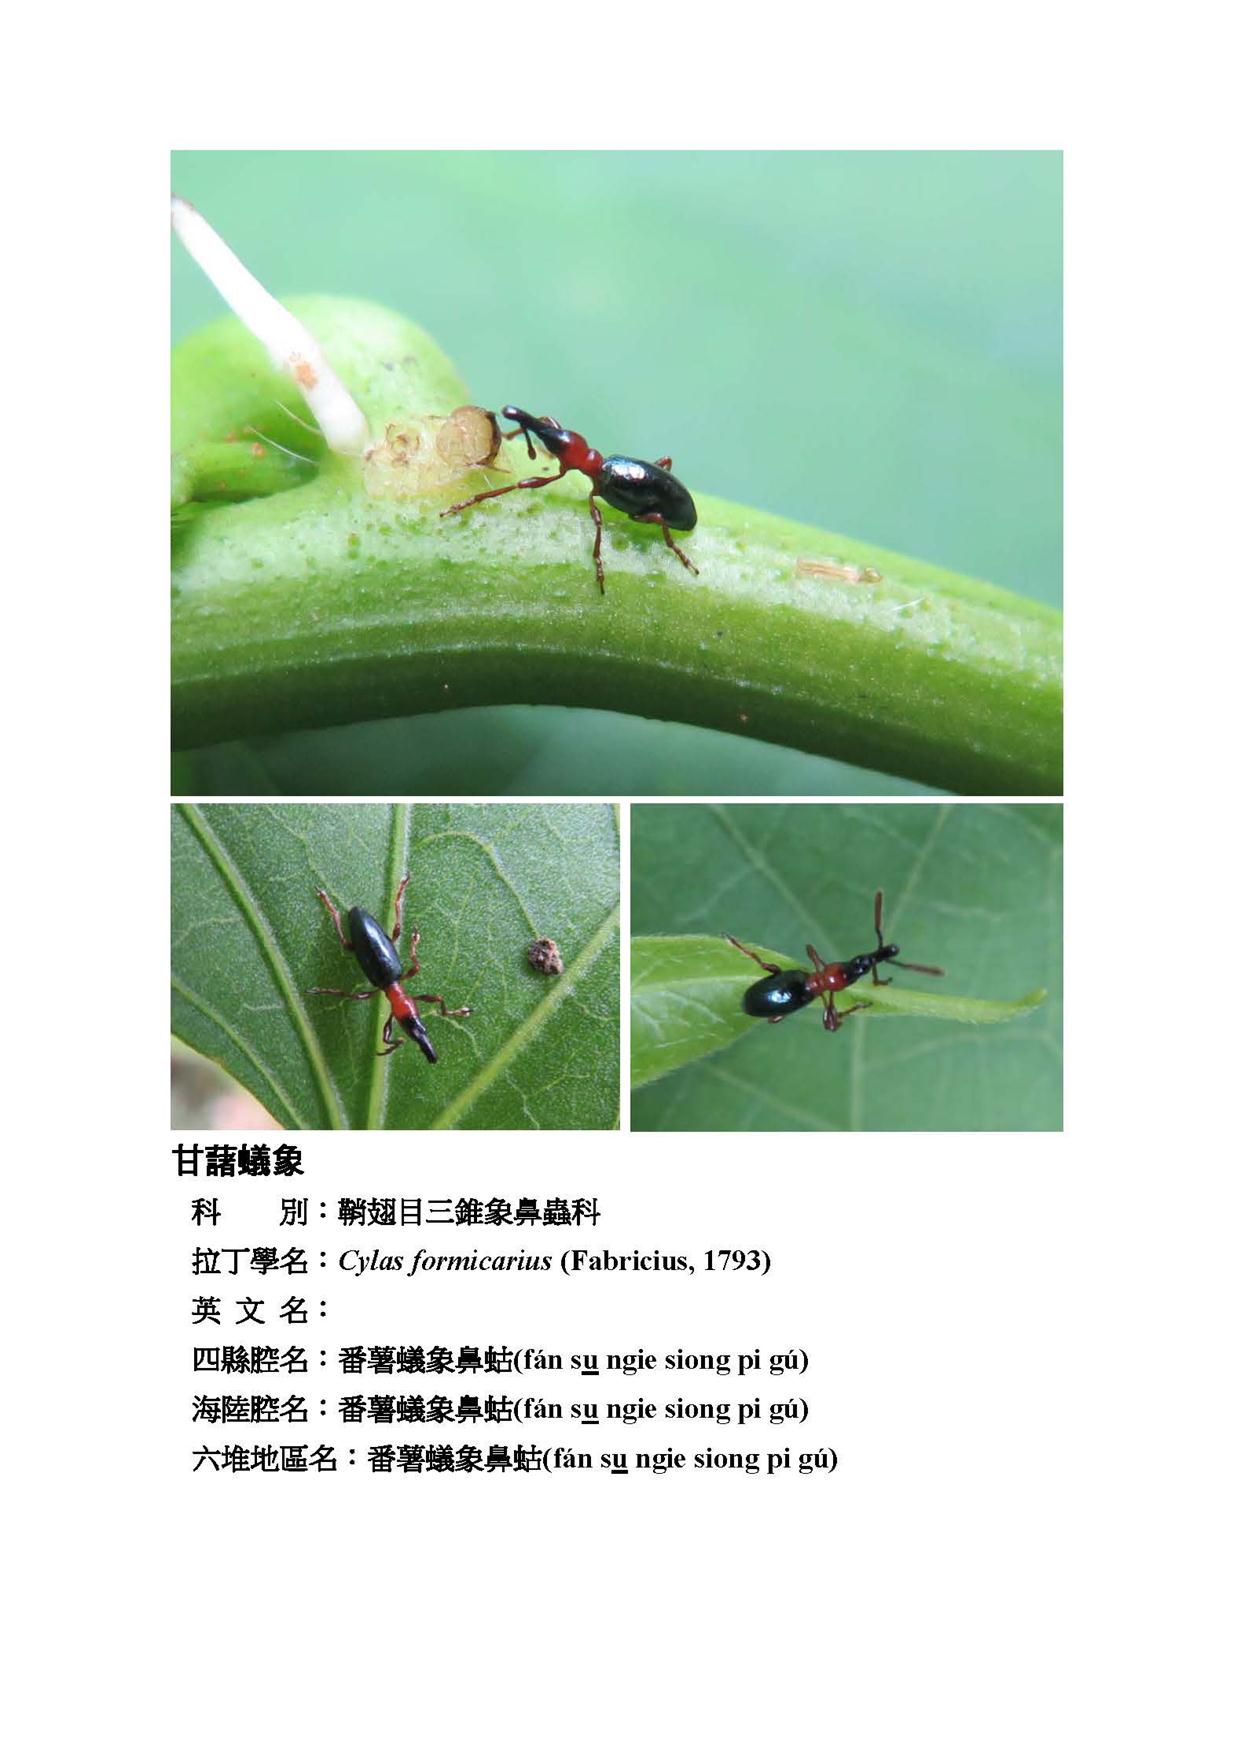 甘藷蟻象
科　　別：鞘翅目三錐象鼻蟲科
拉丁學名：Cylas formicarius (Fabricius, 1793)
英 文 名：
四縣腔名：番薯蟻象鼻蛄(fán su ngie siong pi gú)
海陸腔名：番薯蟻象鼻蛄(fán su ngie siong pi gú)
六堆地區名：番薯蟻象鼻蛄(fán su ngie siong pi gú)